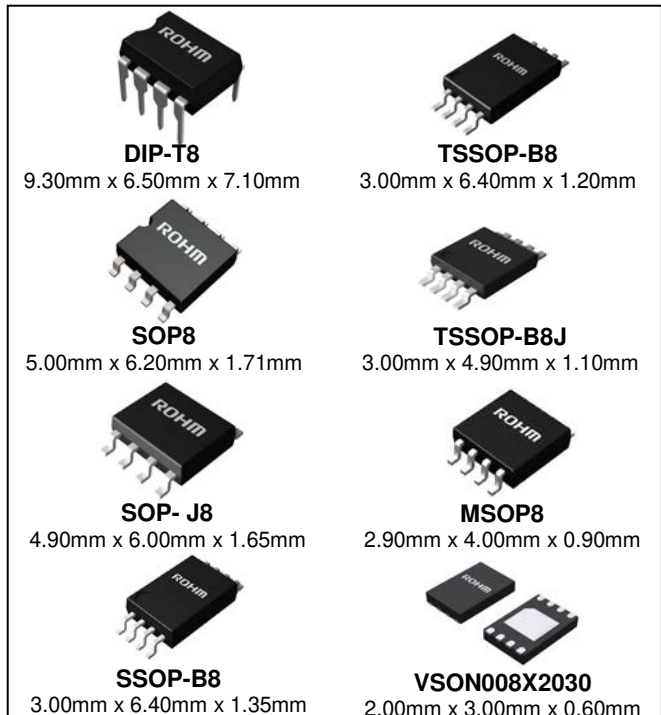 ROHM
DIP-T8
9.30mm x 6.50mm x 7.10mm
ROHM
TSSOP-B8
3.00mm x 6.40mm x 1.20mm
ROHM
SOP8
5.00mm x 6.20mm x 1.71mm
ROHM
TSSOP-B8J
3.00mm x 4.90mm x 1.10mm
ROHM
SOP- J8
4.90mm x 6.00mm x 1.65mm
ROHM
MSOP8
2.90mm x 4.00mm x 0.90mm
ROHM
SSOP-B8
3.00mm x 6.40mm x 1.35mm
ROHM
VSON008X2030
2.00mm x 3.00mm x 0.60mm